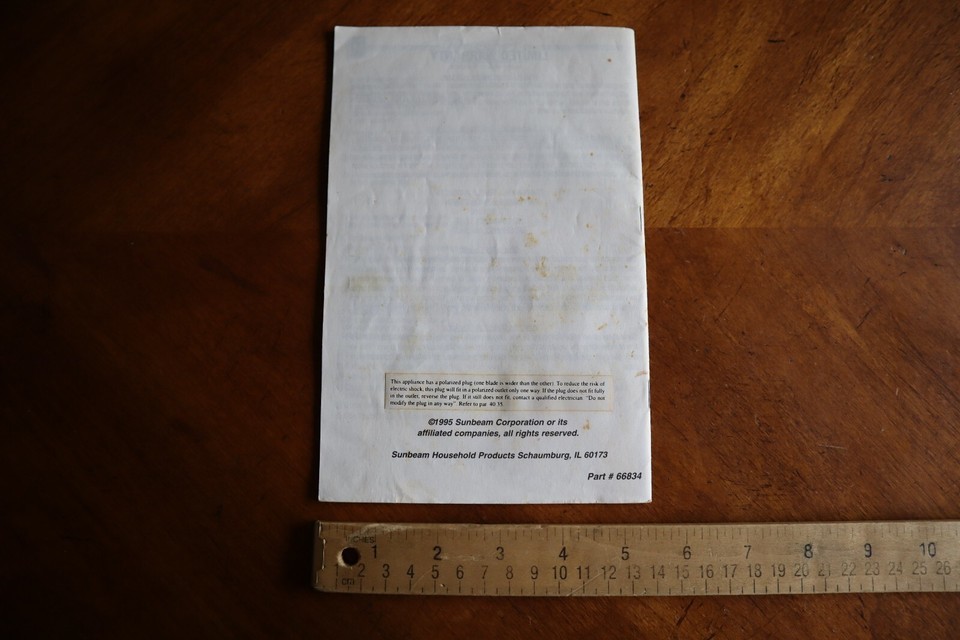 This appliance has a polarized plug (one blade is wider than the other). To reduce the risk of
electric shock, this plug will fit in a polarized outlet only one way. If the plug does not fit fully
in the outlet, reverse the plug. If it still does not fit, contact a qualified electrician. "Do not
modify the plug in any way". Refer to par. 40.35.
©1995 Sunbeam Corporation or its
affiliated companies, all rights reserved.
Sunbeam Household Products Schaumburg, IL 60173
Part # 66834
INCHES
1 2 3 4 5 6 7 8 9 10
1 2 3 4 5 6 7 8 9 10 11 12 13 14 15 16 17 18 19 20 21 22 23 24 25 26
cm